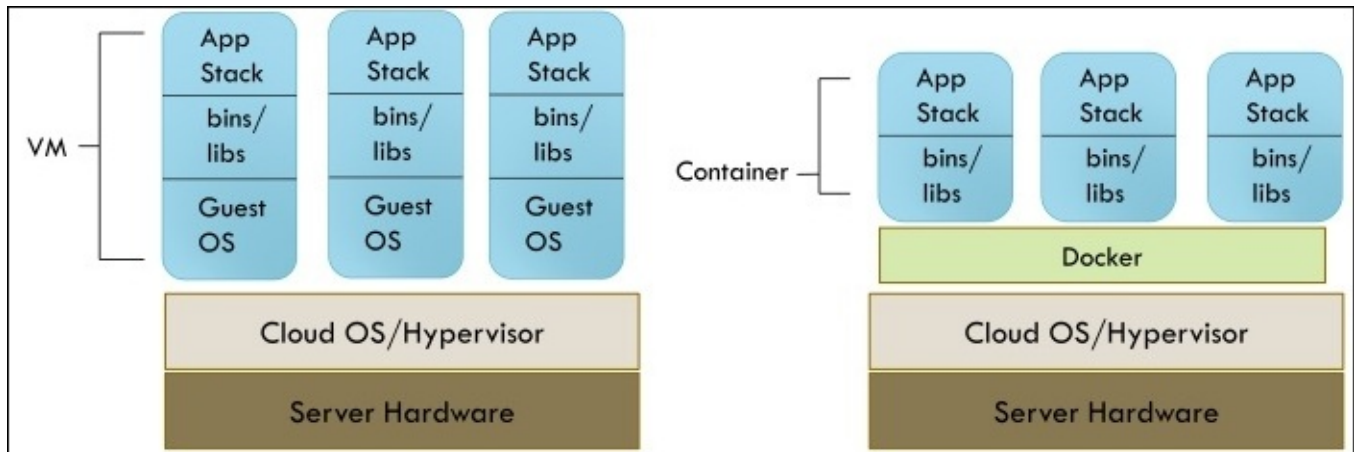 VM
App
Stack
bins/
libs
Guest
OS
App
Stack
bins/
libs
Guest
OS
App
Stack
bins/
libs
Guest
OS
Cloud OS/Hypervisor
Server Hardware
Container
App
Stack
bins/
libs
App
Stack
bins/
libs
App
Stack
bins/
libs
Docker
Cloud OS/Hypervisor
Server Hardware